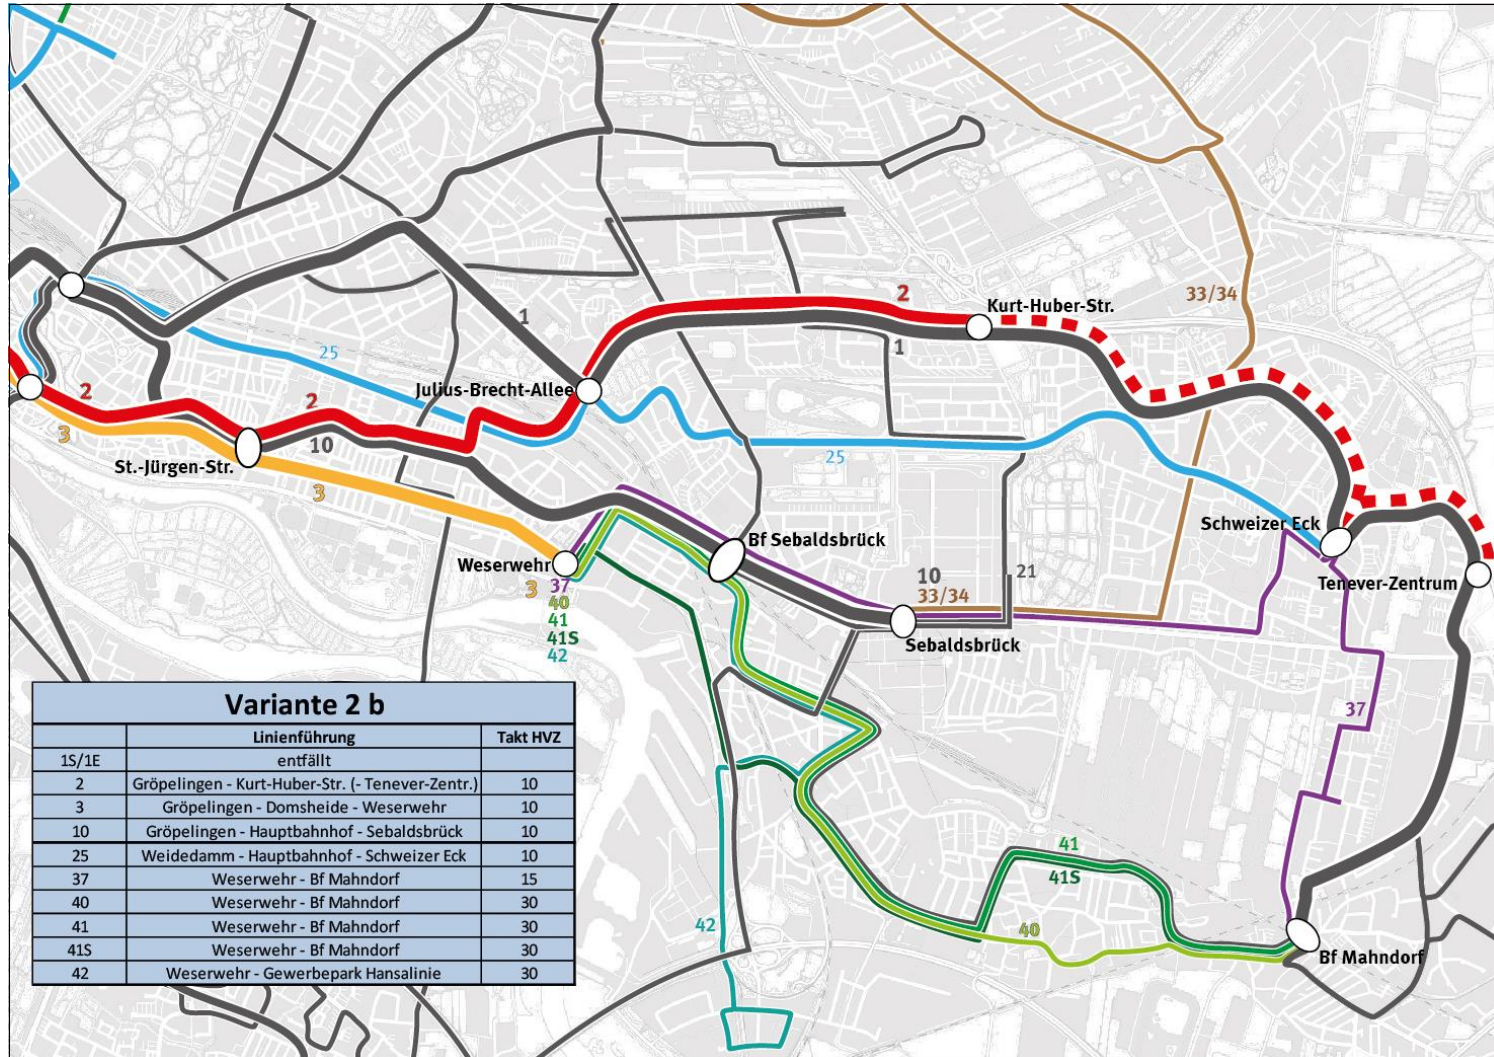 33/34
2
Kurt-Huber-Str.
1
1
25
Julius-Brecht-Allee
2
2
3
10
St.-Jürgen-Str.
3
25
Schweizer Eck
Bf Sebaldsbrück
Weserwehr
10
33/34
21
Tenever-Zentrum
3
37
40
41
41S
42
Sebaldsbrück
37
41
41S
42
40
Bf Mahndorf
Variante 2 b
Linienführung Takt HVZ
1S/1E entfällt
2 Gröpelingen - Kurt-Huber-Str. (- Tenever-Zentr.) 10
3 Gröpelingen - Domsheide - Weserwehr 10
10 Gröpelingen - Hauptbahnhof - Sebaldsbrück 10
25 Weidedamm - Hauptbahnhof - Schweizer Eck 10
37 Weserwehr - Bf Mahndorf 15
40 Weserwehr - Bf Mahndorf 30
41 Weserwehr - Bf Mahndorf 30
41S Weserwehr - Bf Mahndorf 30
42 Weserwehr - Gewerbepark Hansalinie 30